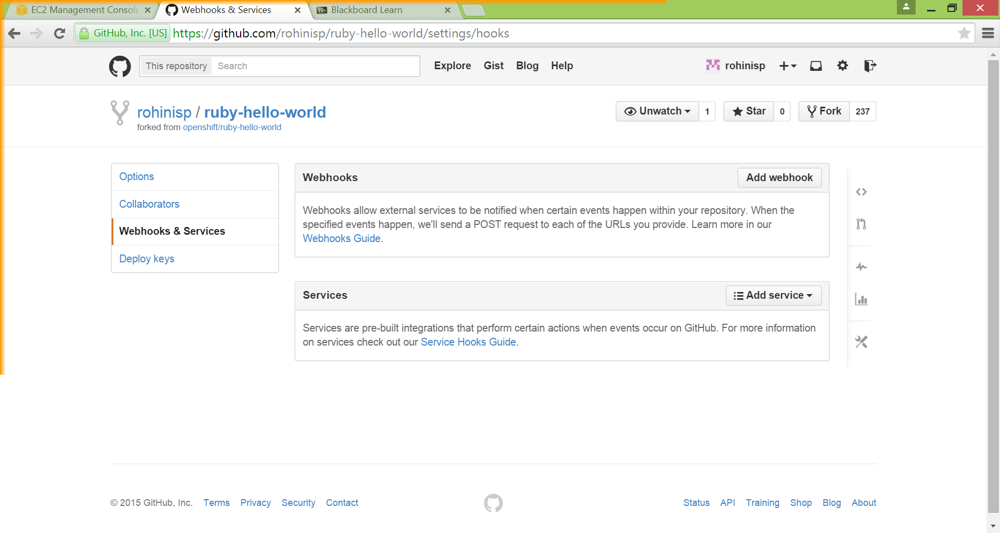 EC2 Management Console
Webhooks & Services
Blackboard Learn
GitHub, Inc. [US] https://github.com/rohinisp/ruby-hello-world/settings/hooks
This repository Search Explore Gist Blog Help rohinisp
rohinisp / ruby-hello-world
forked from openshift/ruby-hello-world
Unwatch 1 Star 0 Fork 237
Options
Collaborators
Webhooks & Services
Deploy keys
Webhooks Add webhook
Webhooks allow external services to be notified when certain events happen within your repository. When the
specified events happen, we'll send a POST request to each of the URLs you provide. Learn more in our
Webhooks Guide.
Services Add service
Services are pre-built integrations that perform certain actions when events occur on GitHub. For more information
on services check out our Service Hooks Guide.
© 2015 GitHub, Inc. Terms Privacy Security Contact
Status API Training Shop Blog About